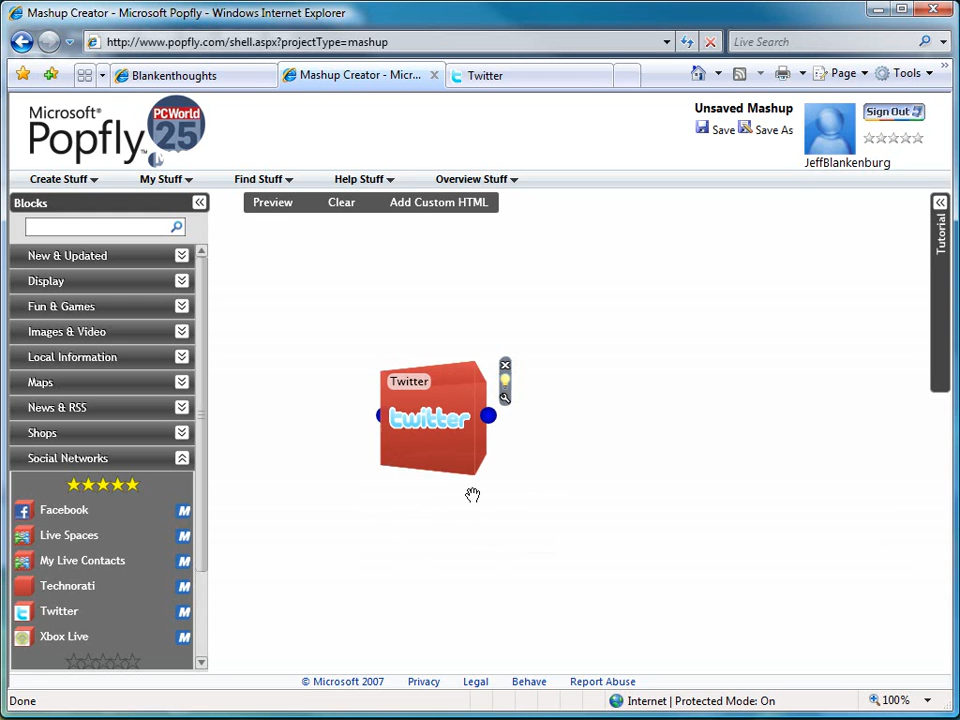 Mashup Creator - Microsoft Popfly - Windows Internet Explorer
http://www.popfly.com/shell.aspx?projectType=mashup
Live Search
Blankenthoughts
Mashup Creator - Micr...
Twitter
Page
Tools
Microsoft®
Popfly™
PCWorld
25
Unsaved Mashup
Save
Save As
Sign Out
JeffBlankenburg
Create Stuff
My Stuff
Find Stuff
Help Stuff
Overview Stuff
Blocks
Preview
Clear
Add Custom HTML
Tutorial
New & Updated
Display
Fun & Games
Images & Video
Local Information
Maps
News & RSS
Shops
Social Networks
Twitter
twitter
Facebook
M
Live Spaces
M
My Live Contacts
M
Technorati
M
Twitter
M
Xbox Live
M
© Microsoft 2007
Privacy
Legal
Behave
Report Abuse
Done
Internet | Protected Mode: On
100%